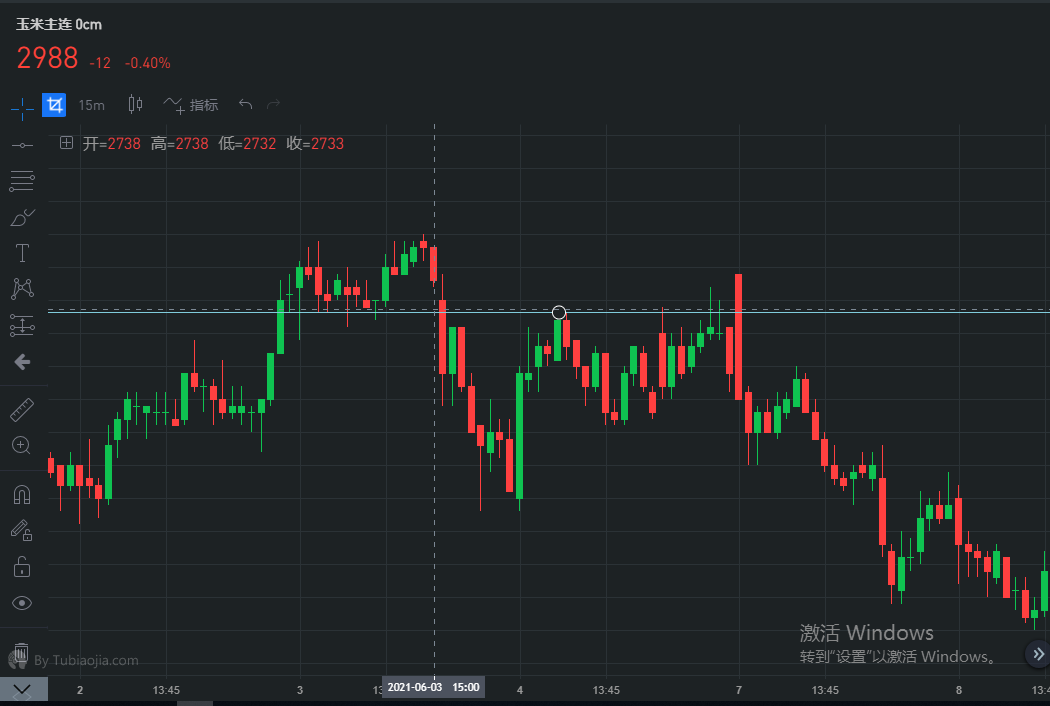 玉米主连 0cm
2988 -12 -0.40%
15m 指标
开=2738 高=2738 低=2732 收=2733
激活 Windows
转到“设置”以激活 Windows。
By Tubiaojia.com
2 13:45 3 13 2021-06-03 15:00 4 13:45 7 13:45 8 13:4